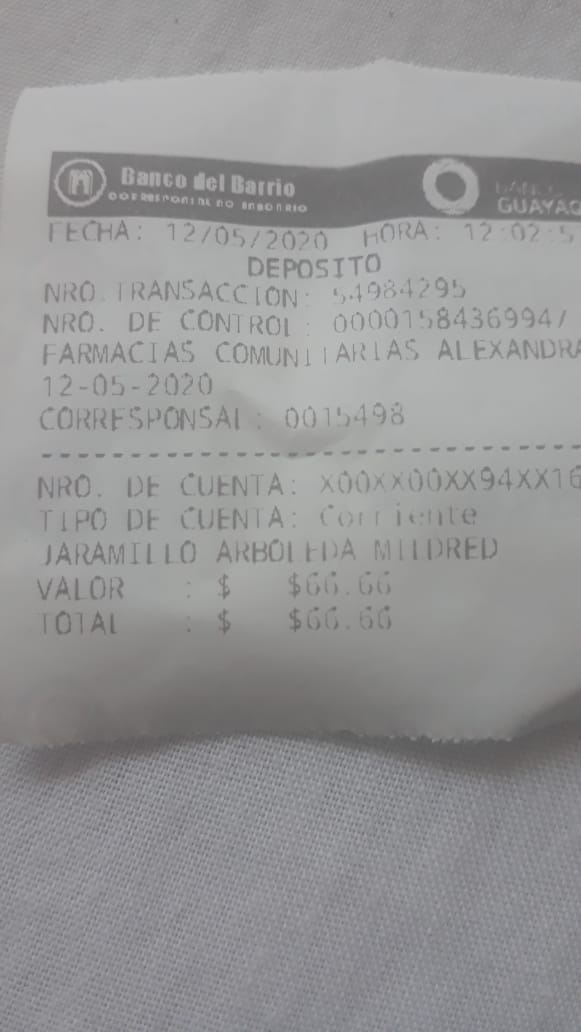 Banco del Barrio
CORRESPONSAL NO BANCARIO
BANCO
GUAYAQ
FECHA: 12/05/2020 HORA: 12:02:5
DEPOSITO
NRO.TRANSACCION: 54984295
NRO. DE CONTROL: 00001584369947
FARMACIAS COMUNITARIAS ALEXANDRA
12-05-2020
CORRESPONSAL: 0015498
NRO. DE CUENTA: X00XX00XX94XX16
TIPO DE CUENTA: Corriente
JARAMILLO ARBOLEDA MILDRED
VALOR : $ $66.66
TOTAL : $ $66.66